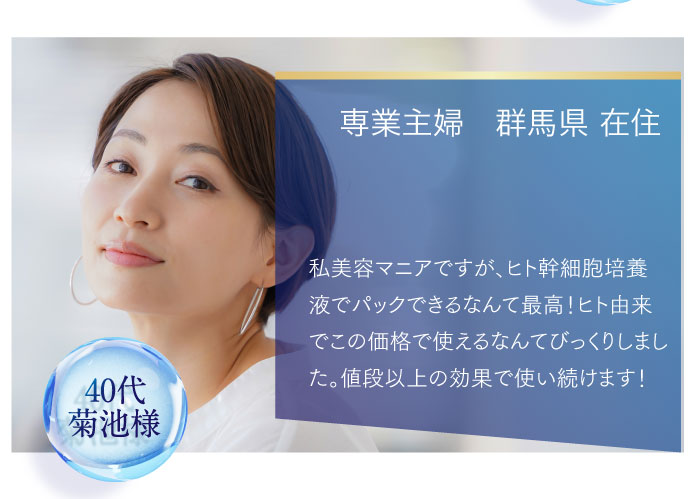 専業主婦　群馬県 在住
私美容マニアですが、ヒト幹細胞培養
液でパックできるなんて最高！ヒト由来
でこの価格で使えるなんてびっくりしまし
た。値段以上の効果で使い続けます！
40代
菊池様